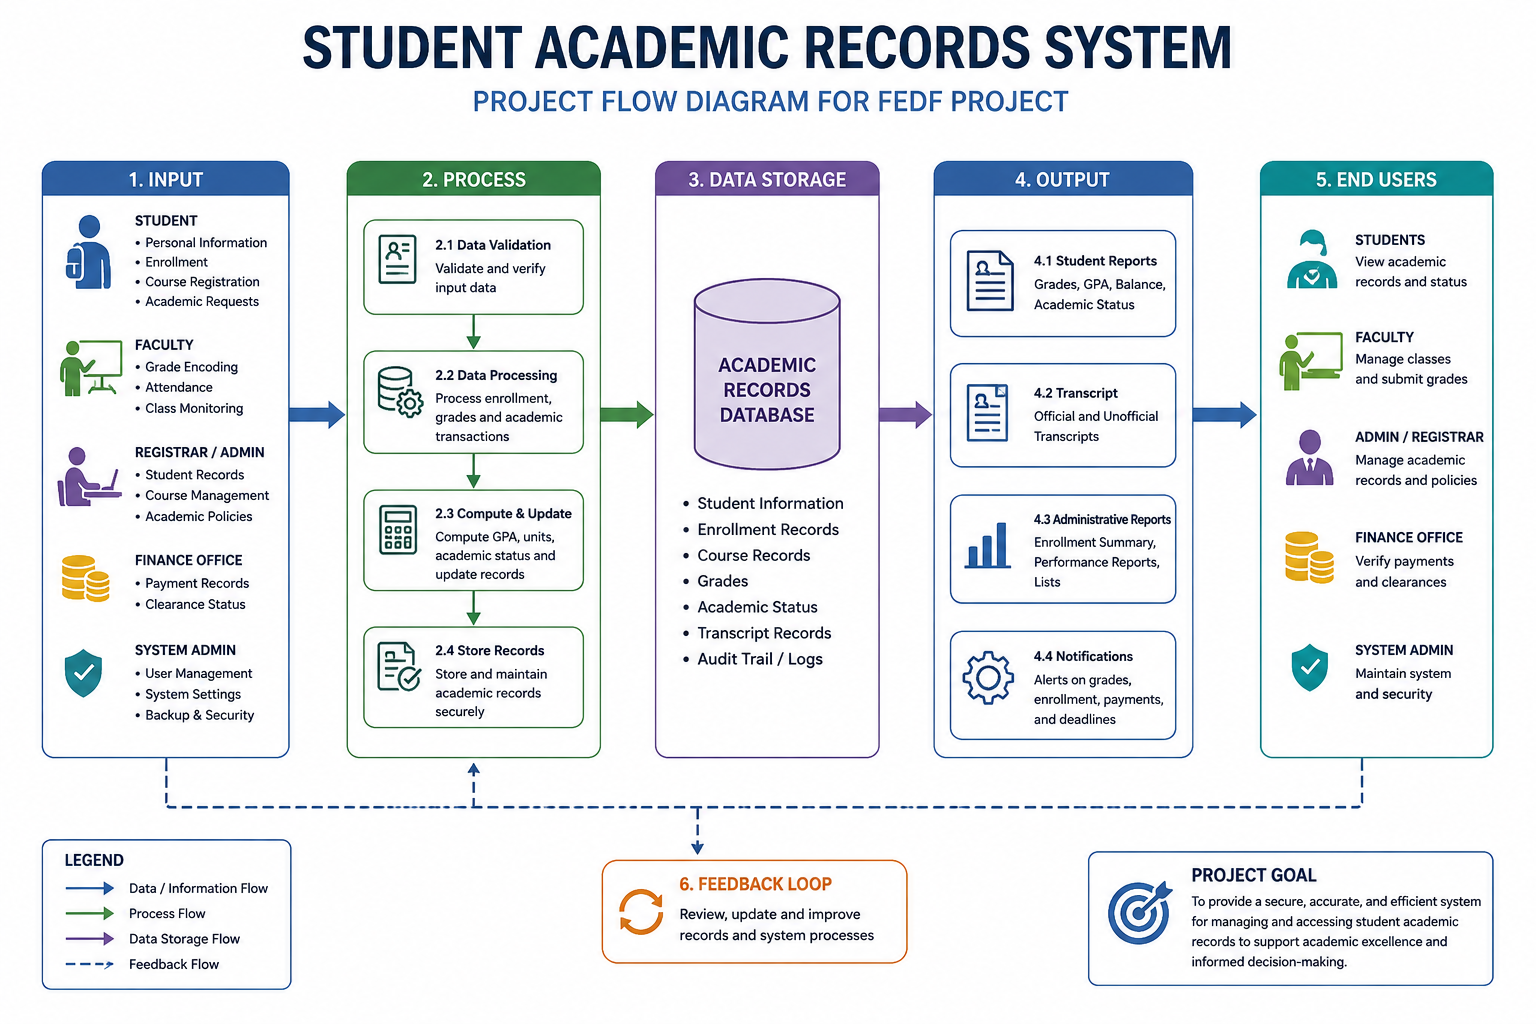 STUDENT ACADEMIC RECORDS SYSTEM
PROJECT FLOW DIAGRAM FOR FEDF PROJECT
1. INPUT
STUDENT
• Personal Information
• Enrollment
• Course Registration
• Academic Requests
FACULTY
• Grade Encoding
• Attendance
• Class Monitoring
REGISTRAR / ADMIN
• Student Records
• Course Management
• Academic Policies
FINANCE OFFICE
• Payment Records
• Clearance Status
SYSTEM ADMIN
• User Management
• System Settings
• Backup & Security
2. PROCESS
2.1 Data Validation
Validate and verify
input data
2.2 Data Processing
Process enrollment,
grades and academic
transactions
2.3 Compute & Update
Compute GPA, units,
academic status and
update records
2.4 Store Records
Store and maintain
academic records
securely
3. DATA STORAGE
ACADEMIC
RECORDS
DATABASE
• Student Information
• Enrollment Records
• Course Records
• Grades
• Academic Status
• Transcript Records
• Audit Trail / Logs
4. OUTPUT
4.1 Student Reports
Grades, GPA, Balance,
Academic Status
4.2 Transcript
Official and Unofficial
Transcripts
4.3 Administrative Reports
Enrollment Summary,
Performance Reports,
Lists
4.4 Notifications
Alerts on grades,
enrollment, payments,
and deadlines
5. END USERS
STUDENTS
View academic
records and status
FACULTY
Manage classes
and submit grades
ADMIN / REGISTRAR
Manage academic
records and policies
FINANCE OFFICE
Verify payments
and clearances
SYSTEM ADMIN
Maintain system
and security
LEGEND
Data / Information Flow
Process Flow
Data Storage Flow
Feedback Flow
6. FEEDBACK LOOP
Review, update and improve
records and system processes
PROJECT GOAL
To provide a secure, accurate, and efficient system
for managing and accessing student academic
records to support academic excellence and
informed decision-making.